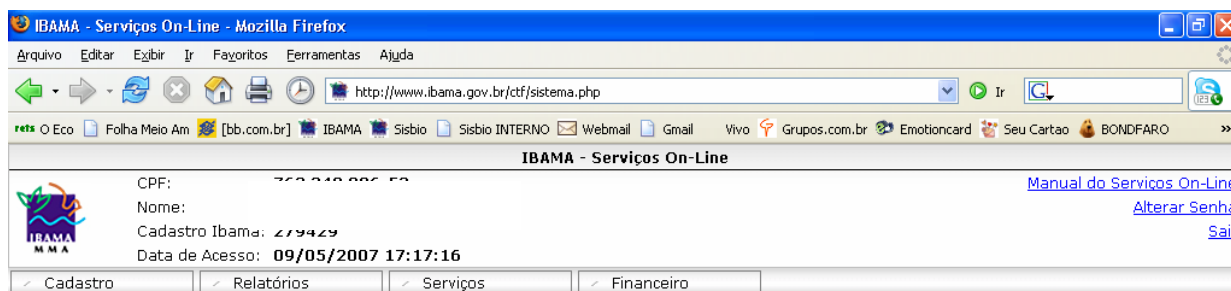 IBAMA - Serviços On-Line - Mozilla Firefox
Arquivo Editar Exibir Ir Favoritos Ferramentas Ajuda
http://www.ibama.gov.br/ctf/sistema.php Ir G
rets O Eco Folha Meio Am [bb.com.br] IBAMA Sisbio Sisbio INTERNO Webmail Gmail Vivo Grupos.com.br Emotioncard Seu Cartao BONDFARO »
IBAMA - Serviços On-Line
CPF: Manual do Serviços On-Line
Nome: Alterar Senha
Cadastro Ibama: Sai
Data de Acesso: 09/05/2007 17:17:16
IBAMA
M M A
Cadastro Relatórios Serviços Financeiro